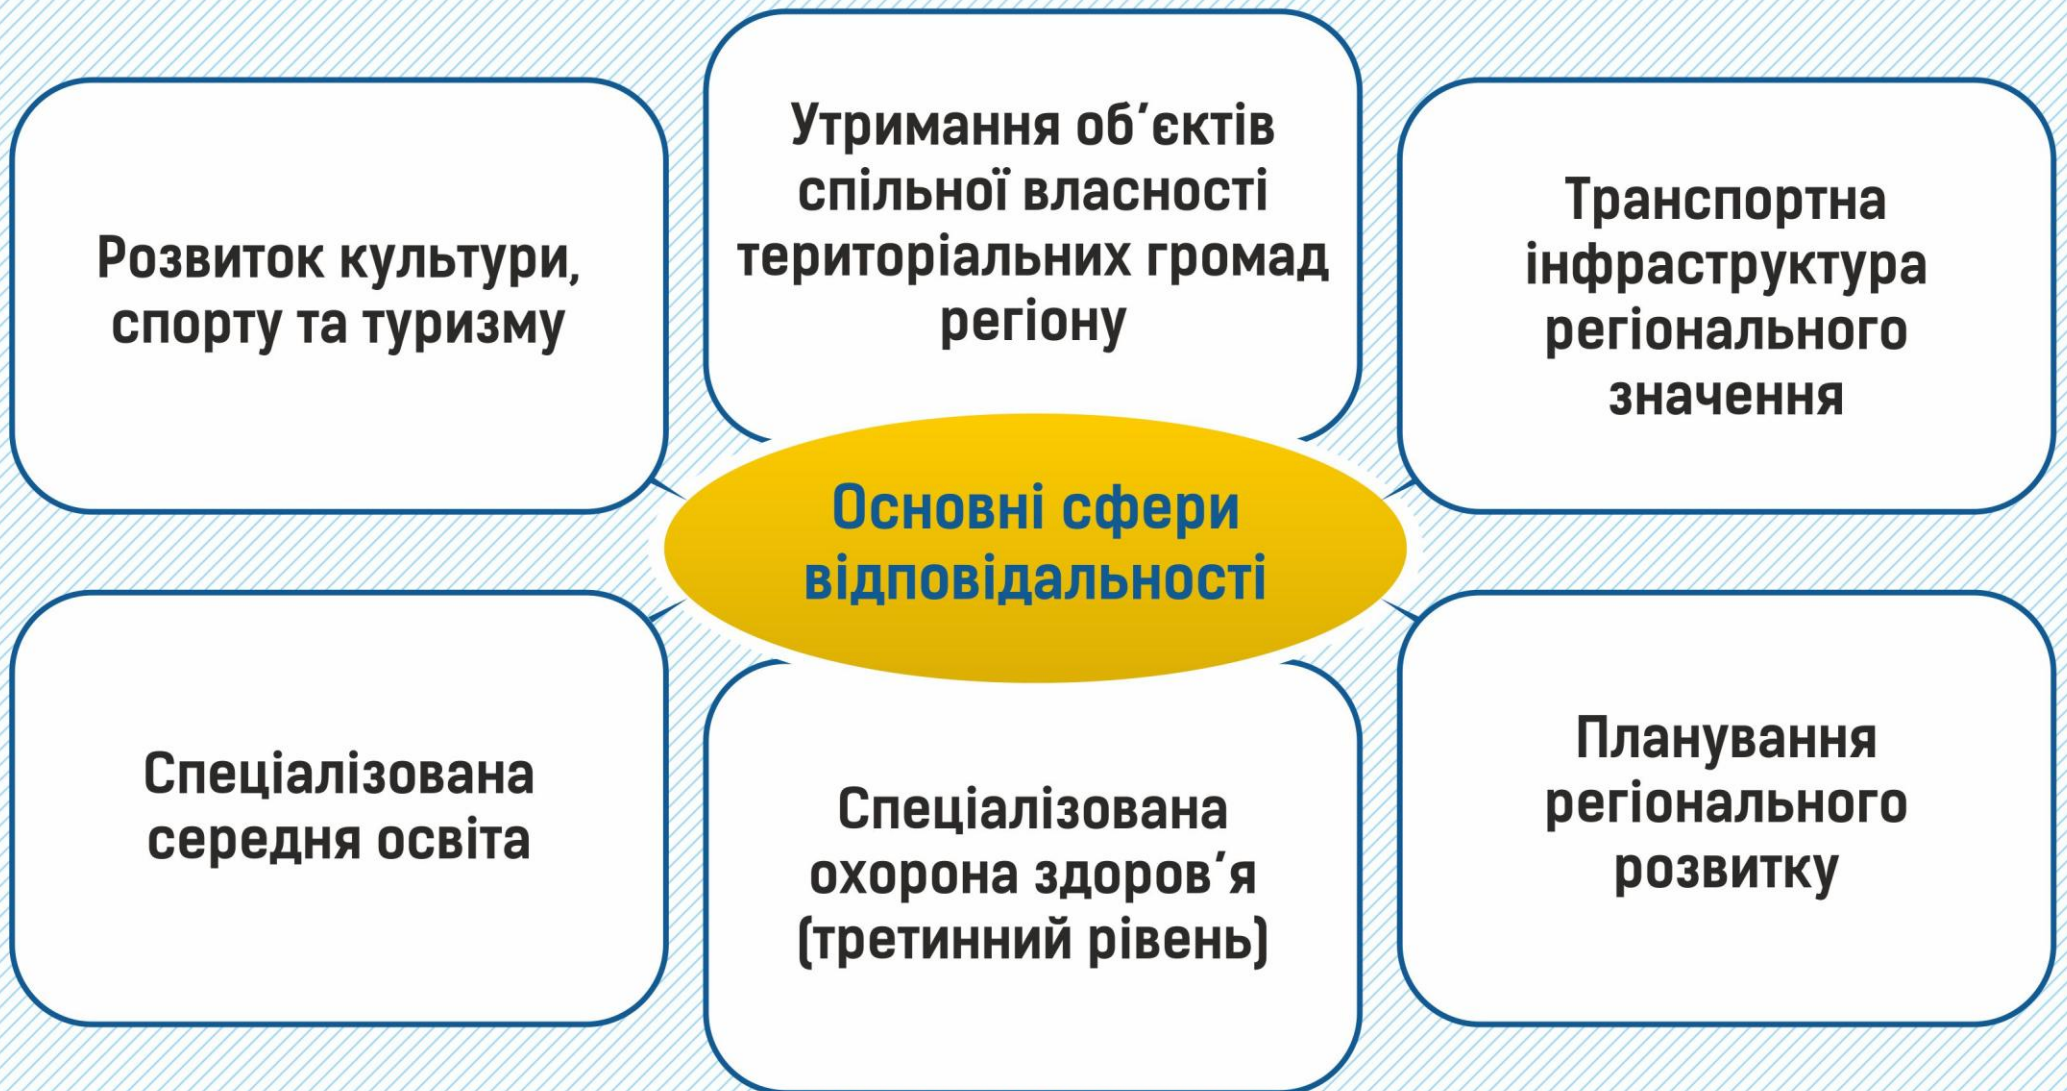 Розвиток культури,
спорту та туризму
Утримання об’єктів
спільної власності
територіальних громад
регіону
Транспортна
інфраструктура
регіонального
значення
Основні сфери
відповідальності
Спеціалізована
середня освіта
Спеціалізована
охорона здоров’я
(третинний рівень)
Планування
регіонального
розвитку